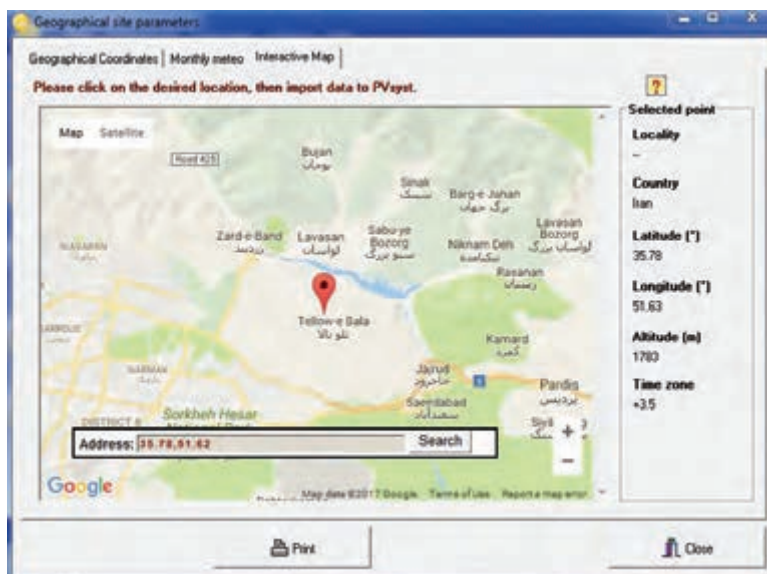 Geographical site parameters
Geographical Coordinates | Monthly meteo | Interactive Map
Please click on the desired location, then import data to PVsyst.
?
Map Satellite
Road 425
Bujan
بوجان
Sinak
Barg-e Jahan
برگ جهان
Zard-e-Band
زردبند
Lavasan
لواسان
Sabu-ye
Bozorg
سبو بزرگ
Niknam Deh
نیکنامده
Lavasan
Bozorg
لواسان بزرگ
Rasanan
رسنان
Tellow-e Bala
تلو بالا
Kamard
کمرد
Jajrud
جاجرود
Pardis
پردیس
Saeidabad
سعیدآباد
NARMAK
DISTRICT 8
Sorkheh Hesar
Address: 35.78,51.62
Search
+
−
Google
Map data ©2017 Google
Terms of Use
Report a map error
Selected point
Locality
--
Country
Iran
Latitude (°)
35.78
Longitude (°)
51.63
Altitude (m)
1783
Time zone
+3.5
Print
Close